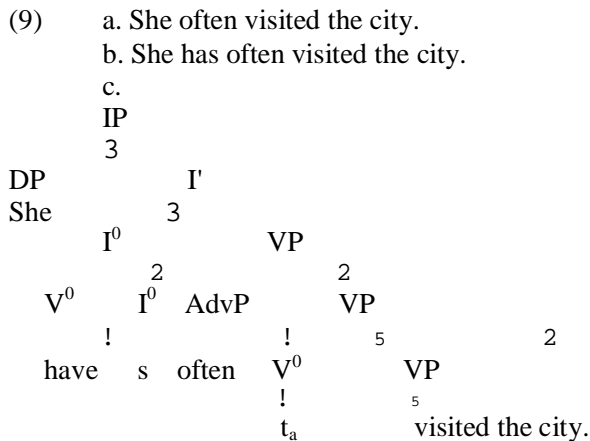 (9) a. She often visited the city.
b. She has often visited the city.
c.
IP
3
DP I'
She 3
I⁰ VP
2 2
V⁰ I⁰ AdvP VP
! ! 5 2
have s often V⁰ VP
! 5
tₐ visited the city.